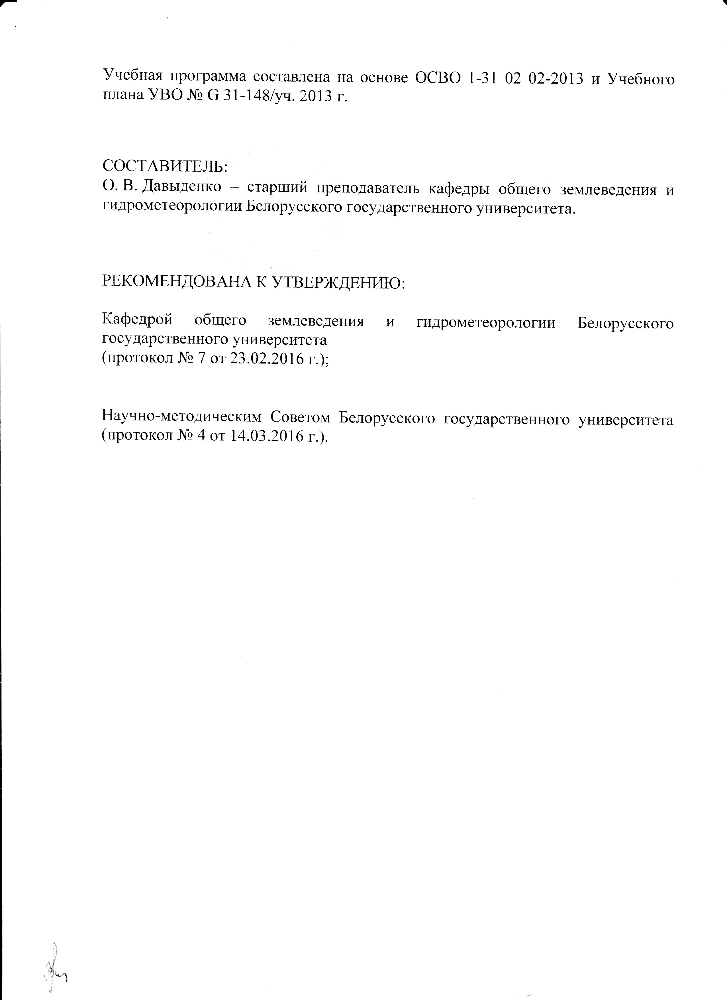 Учебная программа составлена на основе ОСВО 1-31 02 02-2013 и Учебного
плана УВО № G 31-148/уч. 2013 г.
СОСТАВИТЕЛЬ:
О. В. Давыденко – старший преподаватель кафедры общего землеведения и
гидрометеорологии Белорусского государственного университета.
РЕКОМЕНДОВАНА К УТВЕРЖДЕНИЮ:
Кафедрой общего землеведения и гидрометеорологии Белорусского
государственного университета
(протокол № 7 от 23.02.2016 г.);
Научно-методическим Советом Белорусского государственного университета
(протокол № 4 от 14.03.2016 г.).